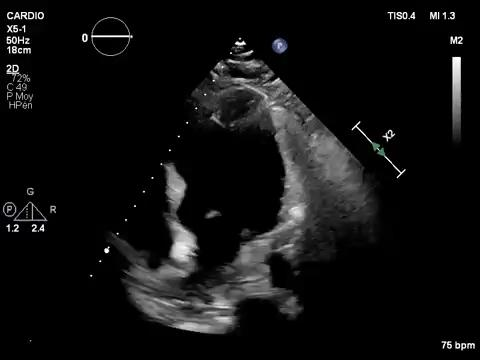 CARDIO
X5-1
50Hz
18cm
2D
72%
C 49
P Moy
HPén
0
P
TIS0.4 MI 1.3
M2
X2
G
P R
1.2 2.4
75 bpm